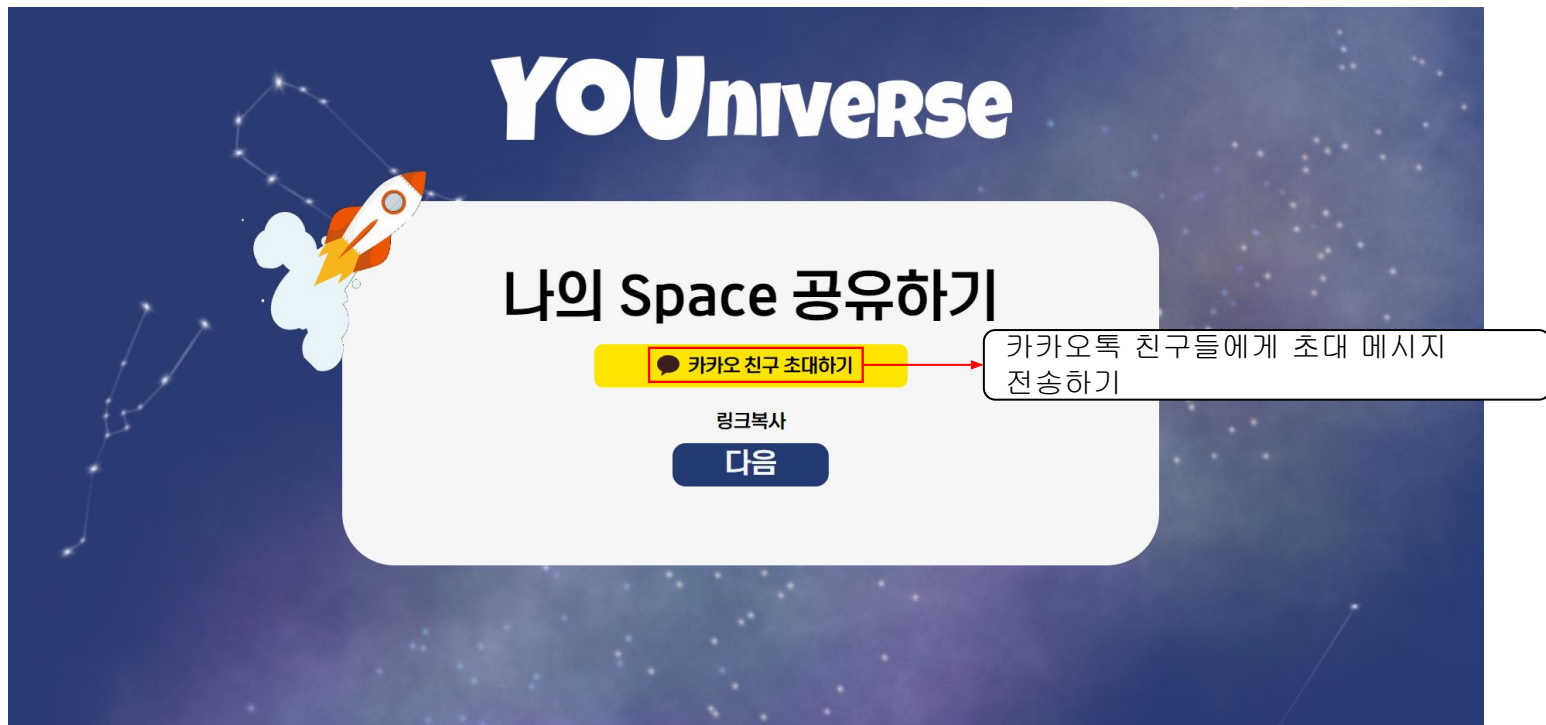 YOUniverse
나의 Space 공유하기
카카오 친구 초대하기
카카오톡 친구들에게 초대 메시지
전송하기
링크복사
다음